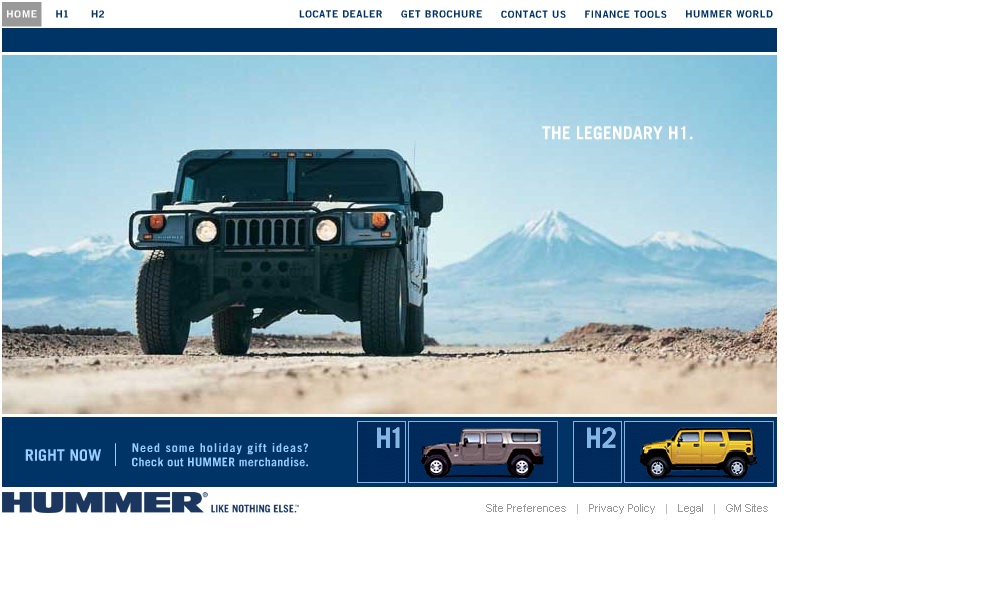 HOME H1 H2 LOCATE DEALER GET BROCHURE CONTACT US FINANCE TOOLS HUMMER WORLD
THE LEGENDARY H1.
HUMMER
RIGHT NOW
Need some holiday gift ideas?
Check out HUMMER merchandise.
H1
H2
HUMMER® LIKE NOTHING ELSE.™
Site Preferences | Privacy Policy | Legal | GM Sites